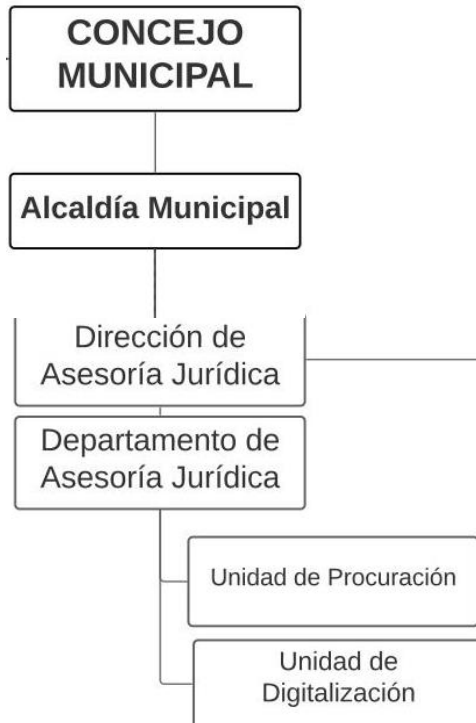 CONCEJO
MUNICIPAL
Alcaldía Municipal
Dirección de
Asesoría Jurídica
Departamento de
Asesoría Jurídica
Unidad de Procuración
Unidad de
Digitalización